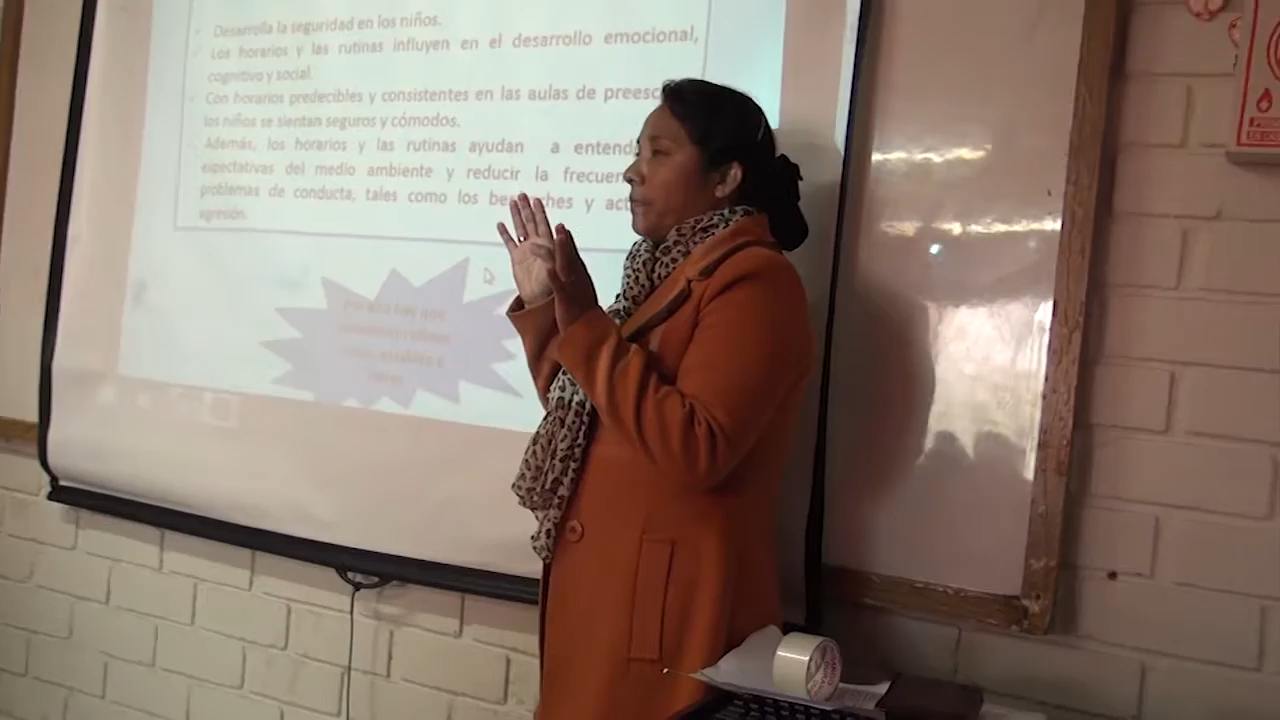 Desarrolla la seguridad en los niños.
Los horarios y las rutinas influyen en el desarrollo emocional,
cognitivo y social.
Con horarios predecibles y consistentes en las aulas de preesc
los niños se sientan seguros y cómodos.
Además, los horarios y las rutinas ayudan a entend
expectativas del medio ambiente y reducir la frecuen
problemas de conducta, tales como los be ches y act
agresión.